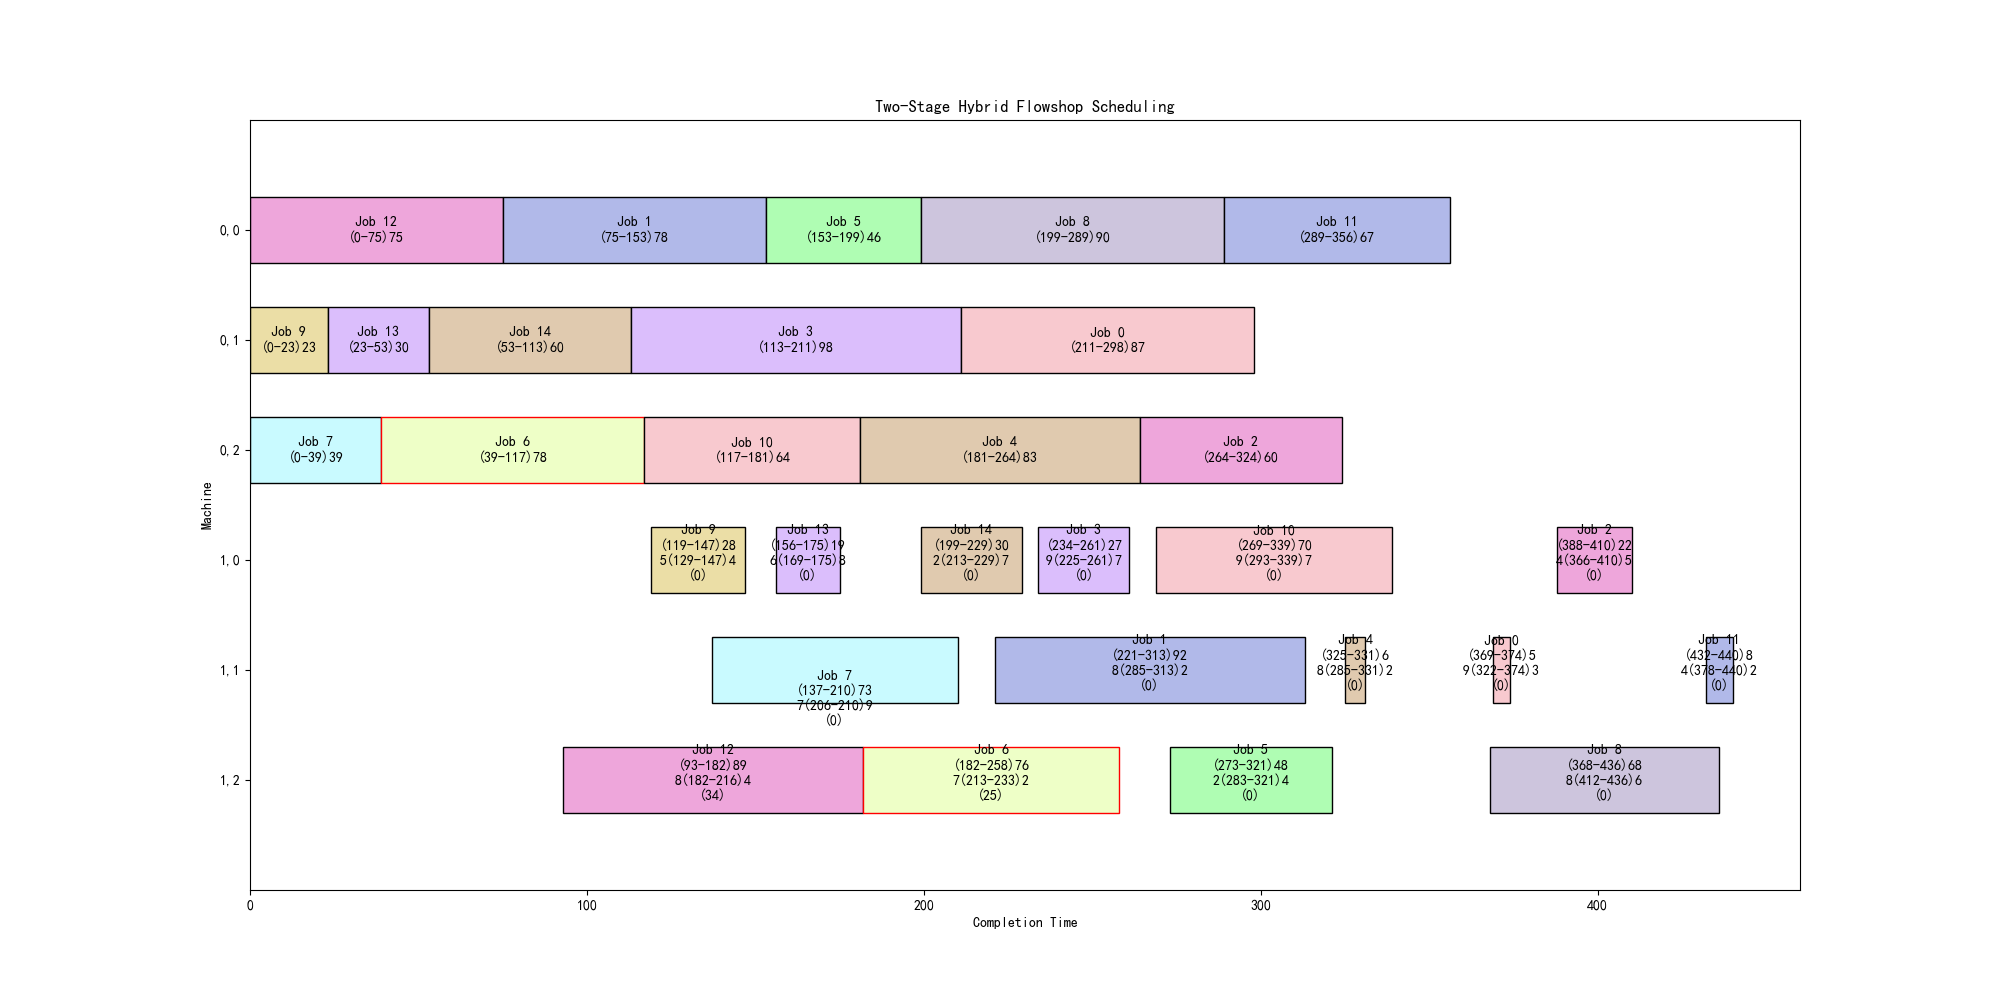 Two-Stage Hybrid Flowshop Scheduling
0,0
Job 12
(0-75)75
Job 1
(75-153)78
Job 5
(153-199)46
Job 8
(199-289)90
Job 11
(289-356)67
0,1
Job 9
(0-23)23
Job 13
(23-53)30
Job 14
(53-113)60
Job 3
(113-211)98
Job 0
(211-298)87
0,2
Job 7
(0-39)39
Job 6
(39-117)78
Job 10
(117-181)64
Job 4
(181-264)83
Job 2
(264-324)60
Machine
1,0
Job 9
(119-147)28
5(129-147)4
(0)
Job 13
(156-175)19
6(169-175)8
(0)
Job 14
(199-229)30
2(213-229)7
(0)
Job 3
(234-261)27
9(225-261)7
(0)
Job 10
(269-339)70
9(293-339)7
(0)
Job 2
(388-410)22
4(366-410)5
(0)
1,1
Job 7
(137-210)73
7(206-210)9
(0)
Job 1
(221-313)92
8(285-313)2
(0)
Job 4
(325-331)6
8(285-331)2
(0)
Job 0
(369-374)5
9(322-374)3
(0)
Job 11
(432-440)8
4(378-440)2
(0)
1,2
Job 12
(93-182)89
8(182-216)4
(34)
Job 6
(182-258)76
7(213-233)2
(25)
Job 5
(273-321)48
2(283-321)4
(0)
Job 8
(368-436)68
8(412-436)6
(0)
0
100
200
300
400
Completion Time